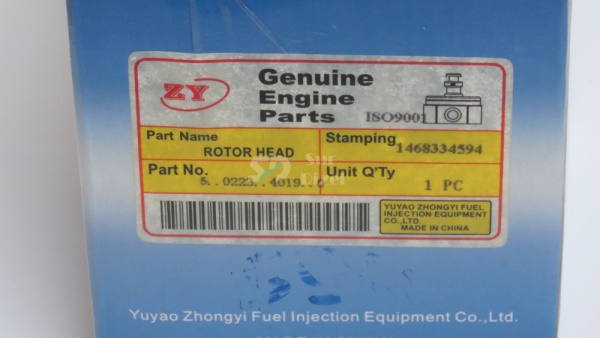 ZY
Genuine
Engine
Parts
ISO9001
Part Name
ROTOR HEAD
Stamping
1468334594
Part No.
Unit Q'Ty
1 PC
YUYAO ZHONGYI FUEL
INJECTION EQUIPMENT
CO.,LTD.
MADE IN CHINA
Yuyao Zhongyi Fuel Injection Equipment Co.,Ltd.